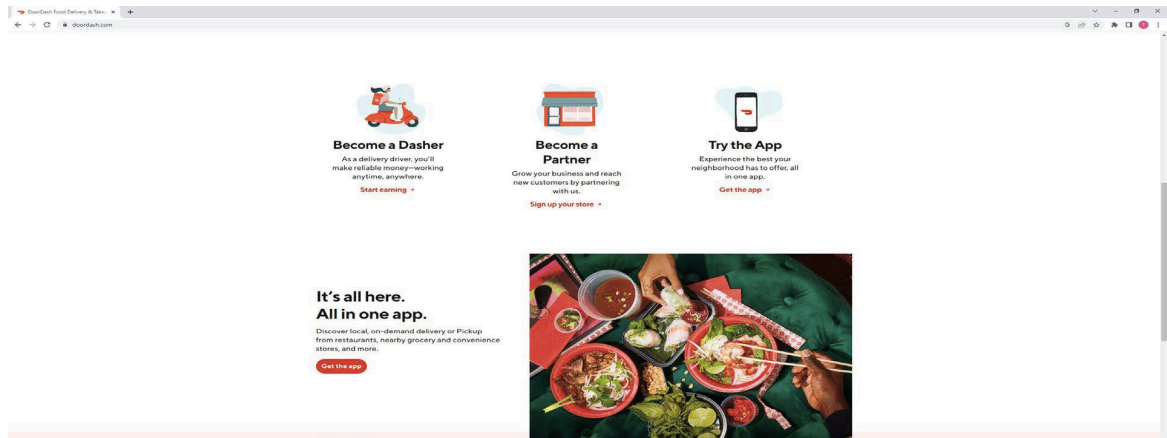 DoorDash Food Delivery & Take
doordash.com
Become a Dasher
As a delivery driver, you'll
make reliable money—working
anytime, anywhere.
Start earning →
Become a
Partner
Grow your business and reach
new customers by partnering
with us.
Sign up your store →
Try the App
Experience the best your
neighborhood has to offer, all
in one app.
Get the app →
It's all here.
All in one app.
Discover local, on-demand delivery or Pickup
from restaurants, nearby grocery and convenience
stores, and more.
Get the app